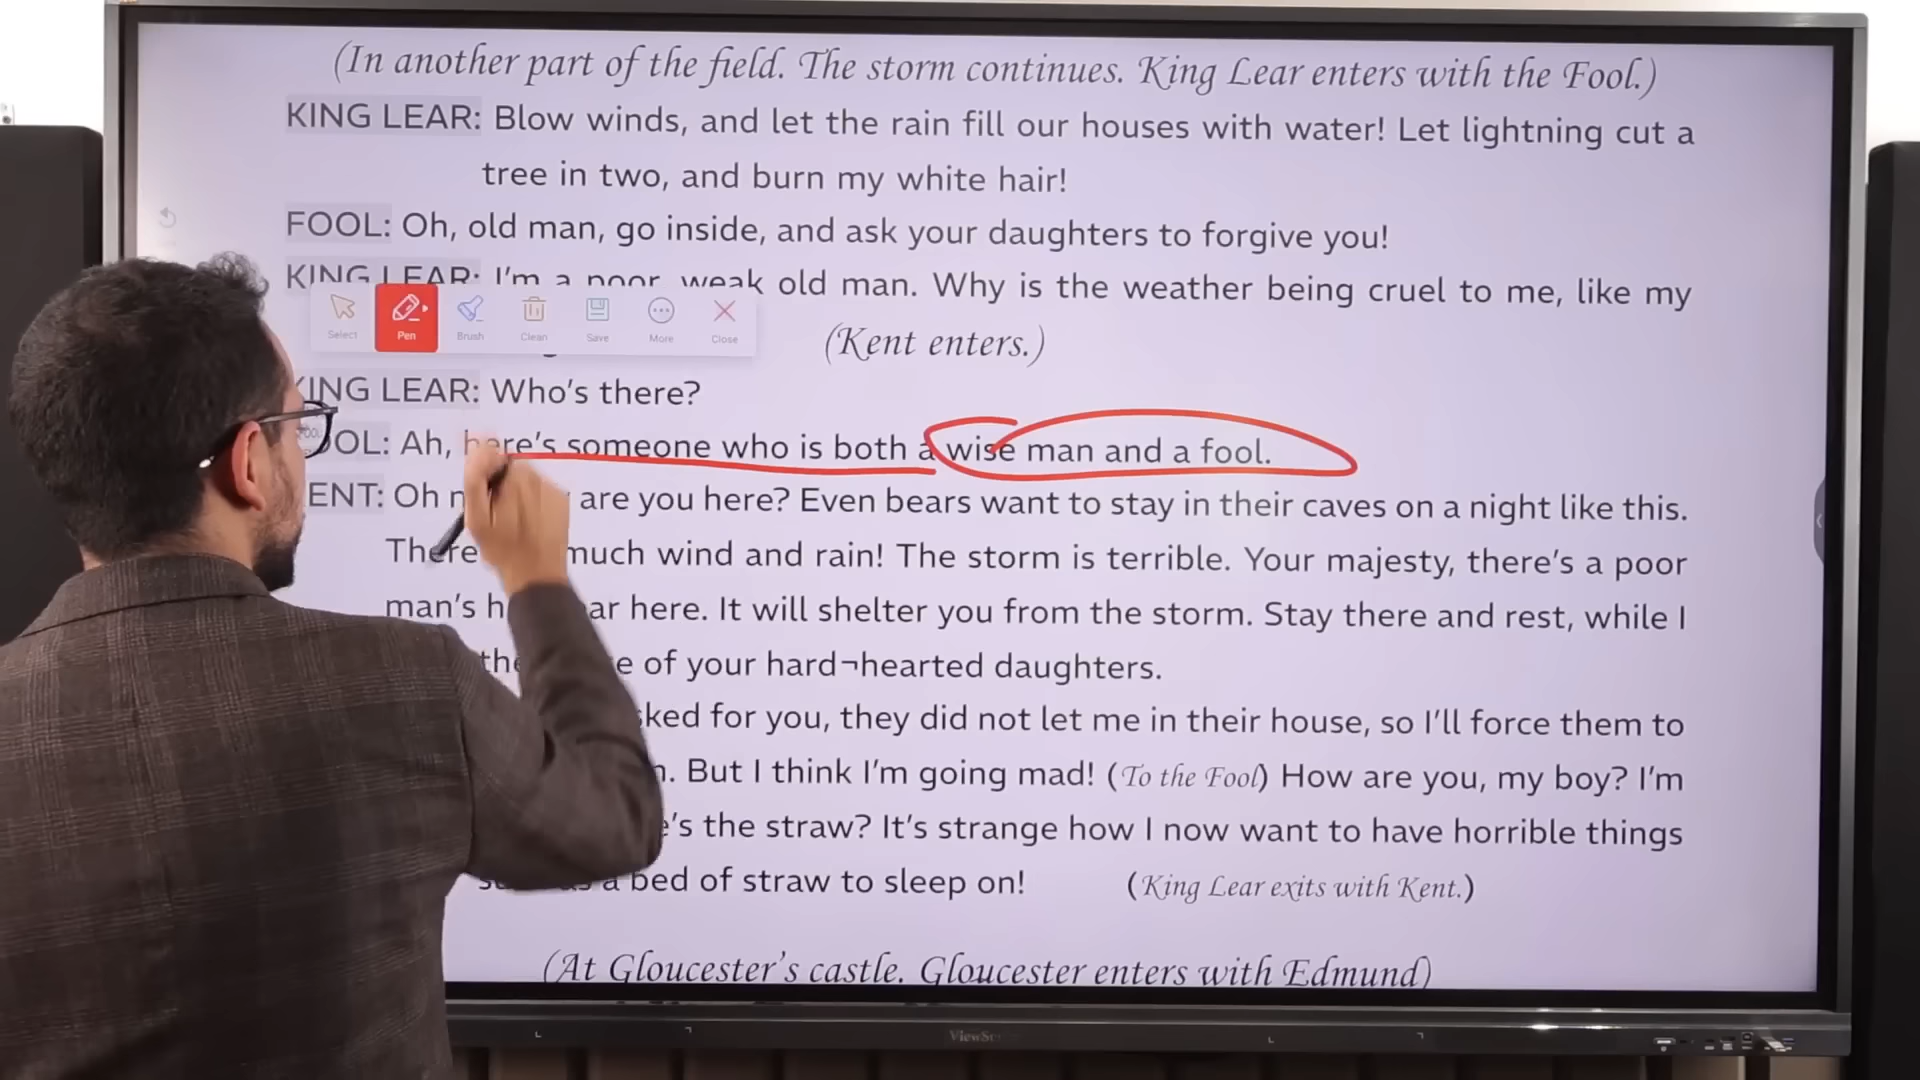 (In another part of the field. The storm continues. King Lear enters with the Fool.)
KING LEAR: Blow winds, and let the rain fill our houses with water! Let lightning cut a
tree in two, and burn my white hair!
FOOL: Oh, old man, go inside, and ask your daughters to forgive you!
KING LEAR: I'm a poor, weak old man. Why is the weather being cruel to me, like my
Select Pen Brush Clean Save More Close
(Kent enters.)
KING LEAR: Who's there?
FOOL: Ah, here's someone who is both a wise man and a fool.
KENT: Oh are you here? Even bears want to stay in their caves on a night like this.
There much wind and rain! The storm is terrible. Your majesty, there's a poor
man's here. It will shelter you from the storm. Stay there and rest, while I
of your hard¬hearted daughters.
for you, they did not let me in their house, so I'll force them to
But I think I'm going mad! (To the Fool) How are you, my boy? I'm
the straw? It's strange how I now want to have horrible things
a bed of straw to sleep on! (King Lear exits with Kent.)
(At Gloucester's castle. Gloucester enters with Edmund)